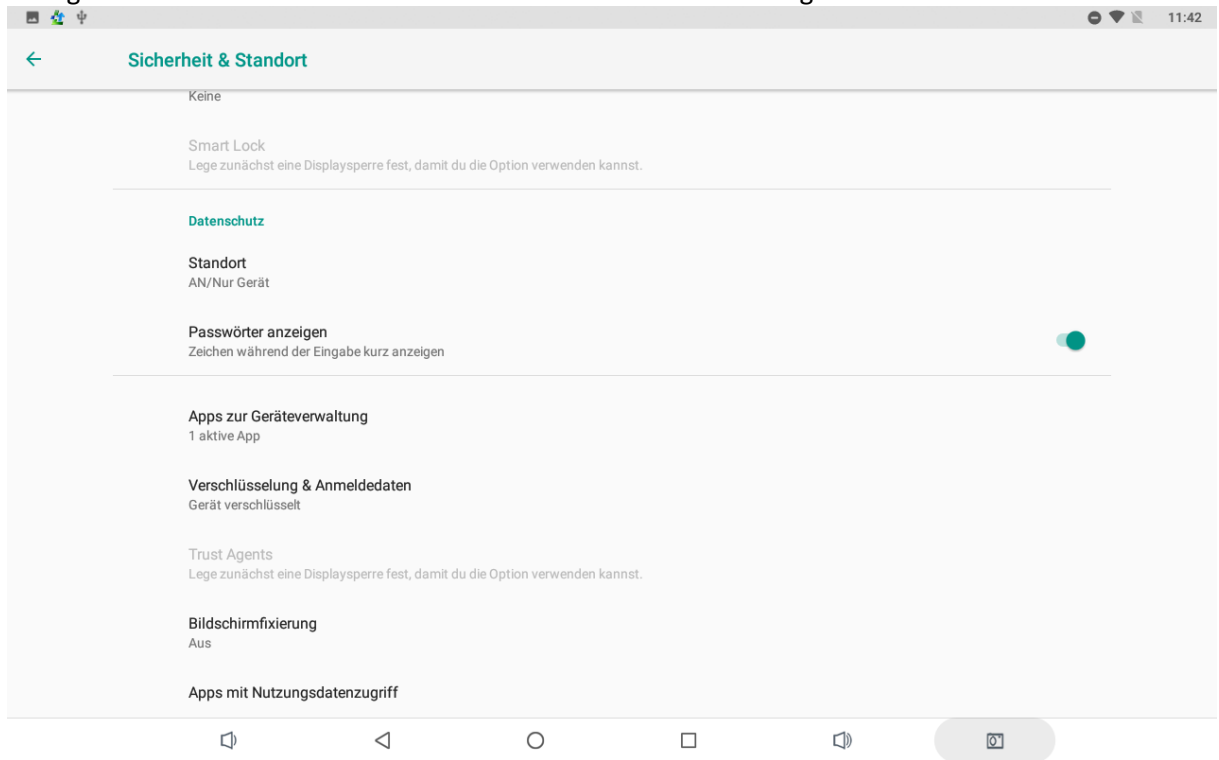 11:42
Sicherheit & Standort
Keine
Smart Lock
Lege zunächst eine Displaysperre fest, damit du die Option verwenden kannst.
Datenschutz
Standort
AN/Nur Gerät
Passwörter anzeigen
Zeichen während der Eingabe kurz anzeigen
Apps zur Geräteverwaltung
1 aktive App
Verschlüsselung & Anmeldedaten
Gerät verschlüsselt
Trust Agents
Lege zunächst eine Displaysperre fest, damit du die Option verwenden kannst.
Bildschirmfixierung
Aus
Apps mit Nutzungsdatenzugriff